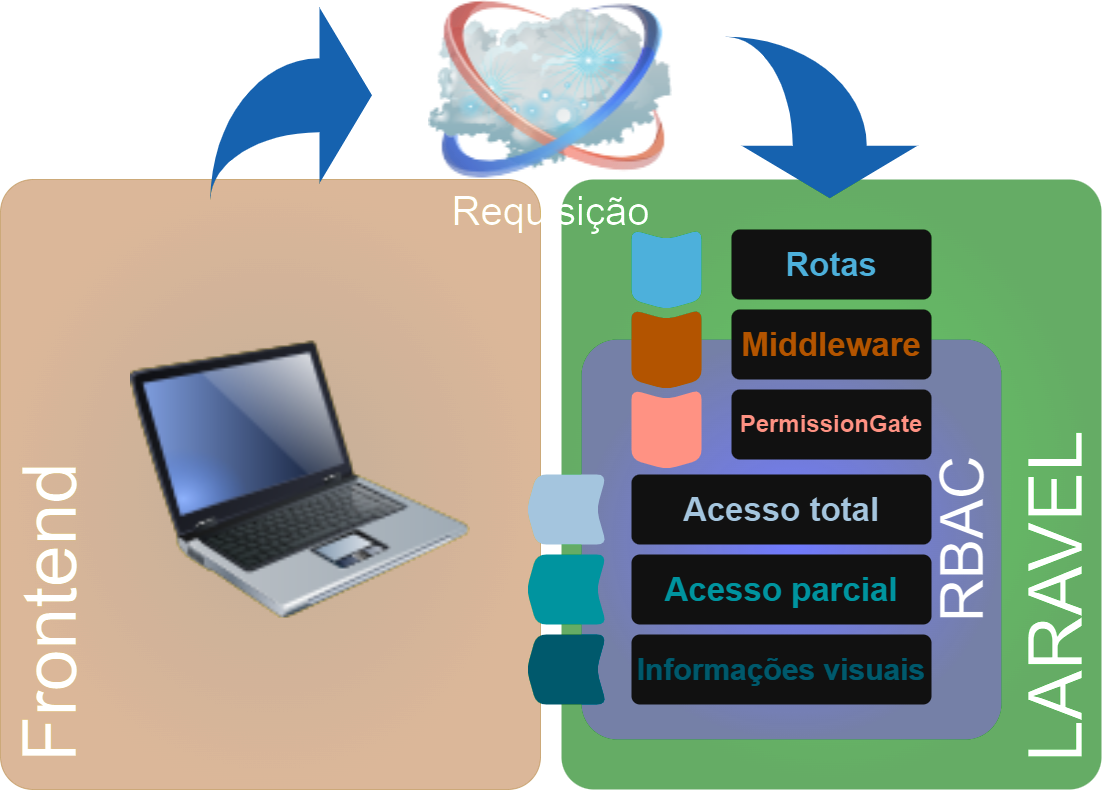 Requisição
Frontend
Rotas
Middleware
PermissionGate
Acesso total
Acesso parcial
Informações visuais
RBAC
LARAVEL